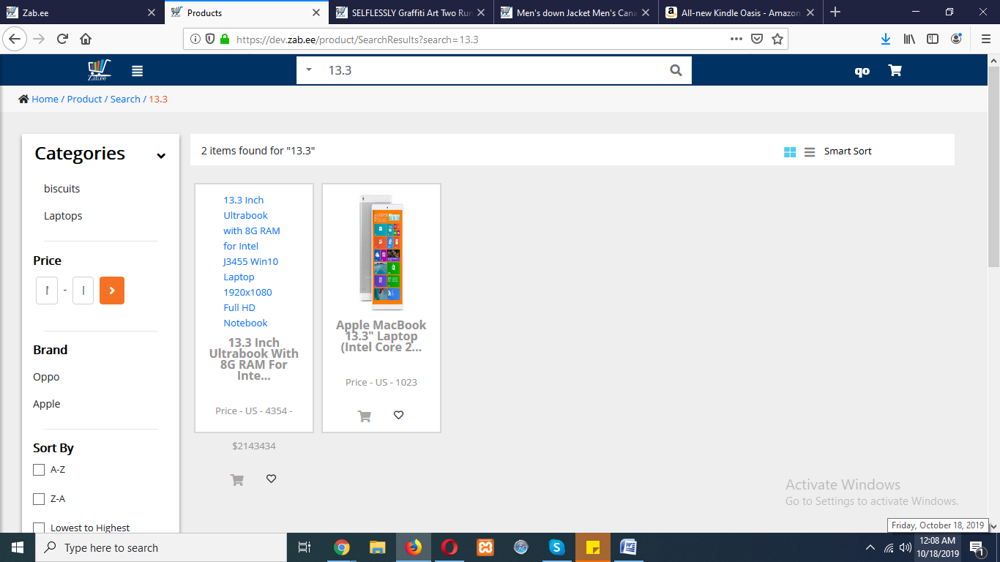 Zab.ee
Products
SELFLESSLY Graffiti Art Two Run
Men's down Jacket Men's Cana
All-new Kindle Oasis - Amazon
https://dev.zab.ee/product/SearchResults?search=13.3
Zab.ee
13.3
qo
Home / Product / Search / 13.3
Categories
biscuits
Laptops
Price
-
Brand
Oppo
Apple
Sort By
A-Z
Z-A
Lowest to Highest
2 items found for "13.3"
Smart Sort
13.3 Inch
Ultrabook
with 8G RAM
for Intel
J3455 Win10
Laptop
1920x1080
Full HD
Notebook
13.3 Inch
Ultrabook With
8G RAM For
Inte...
Price - US - 4354 -
$2143434
Apple MacBook
13.3" Laptop
(Intel Core 2...
Price - US - 1023
Activate Windows
Go to Settings to activate Windows.
Friday, October 18, 2019
Type here to search
12:08 AM
10/18/2019
1